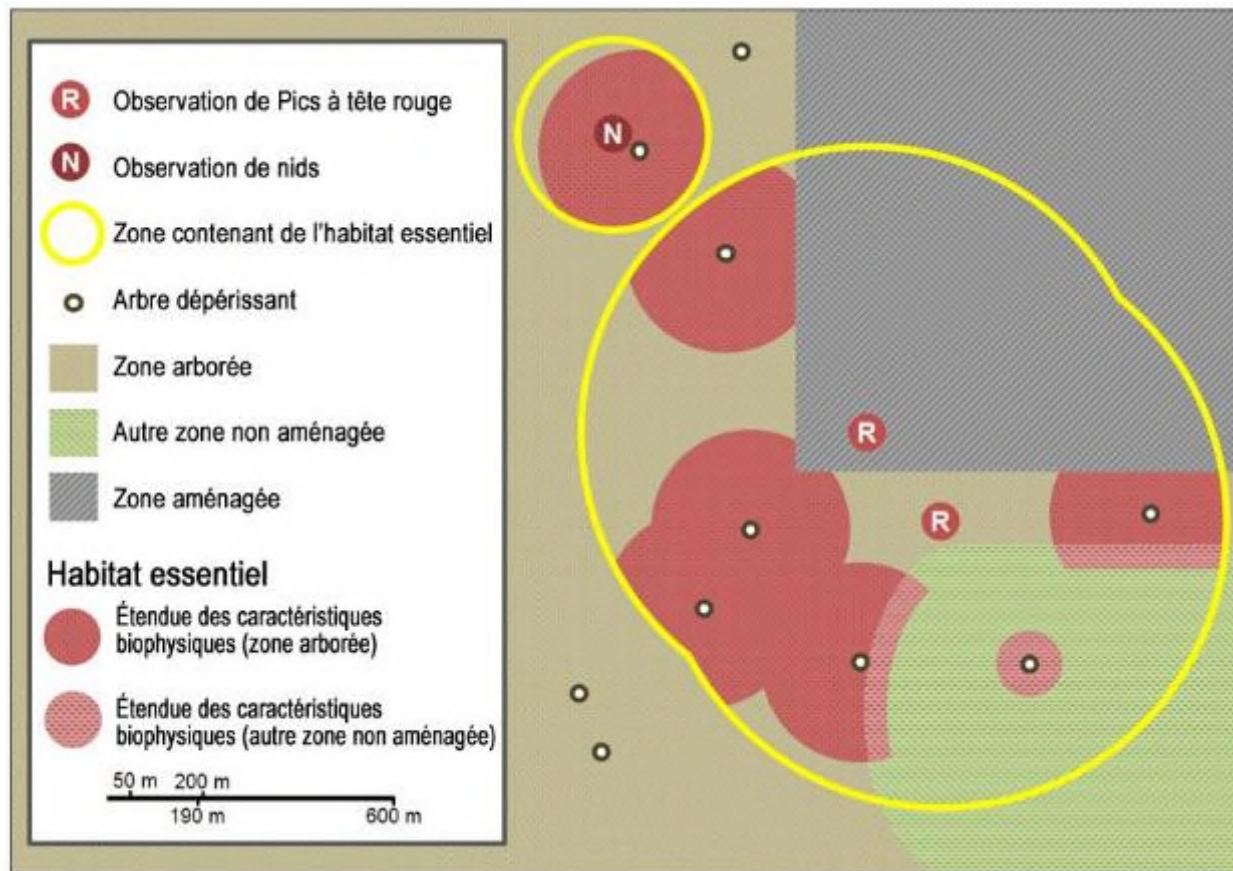 R Observation de Pics à tête rouge
N Observation de nids
Zone contenant de l'habitat essentiel
Arbre dépérissant
Zone arborée
Autre zone non aménagée
Zone aménagée
Habitat essentiel
Étendue des caractéristiques
biophysiques (zone arborée)
Étendue des caractéristiques
biophysiques (autre zone non aménagée)
50 m 200 m
190 m 600 m
N
R
R